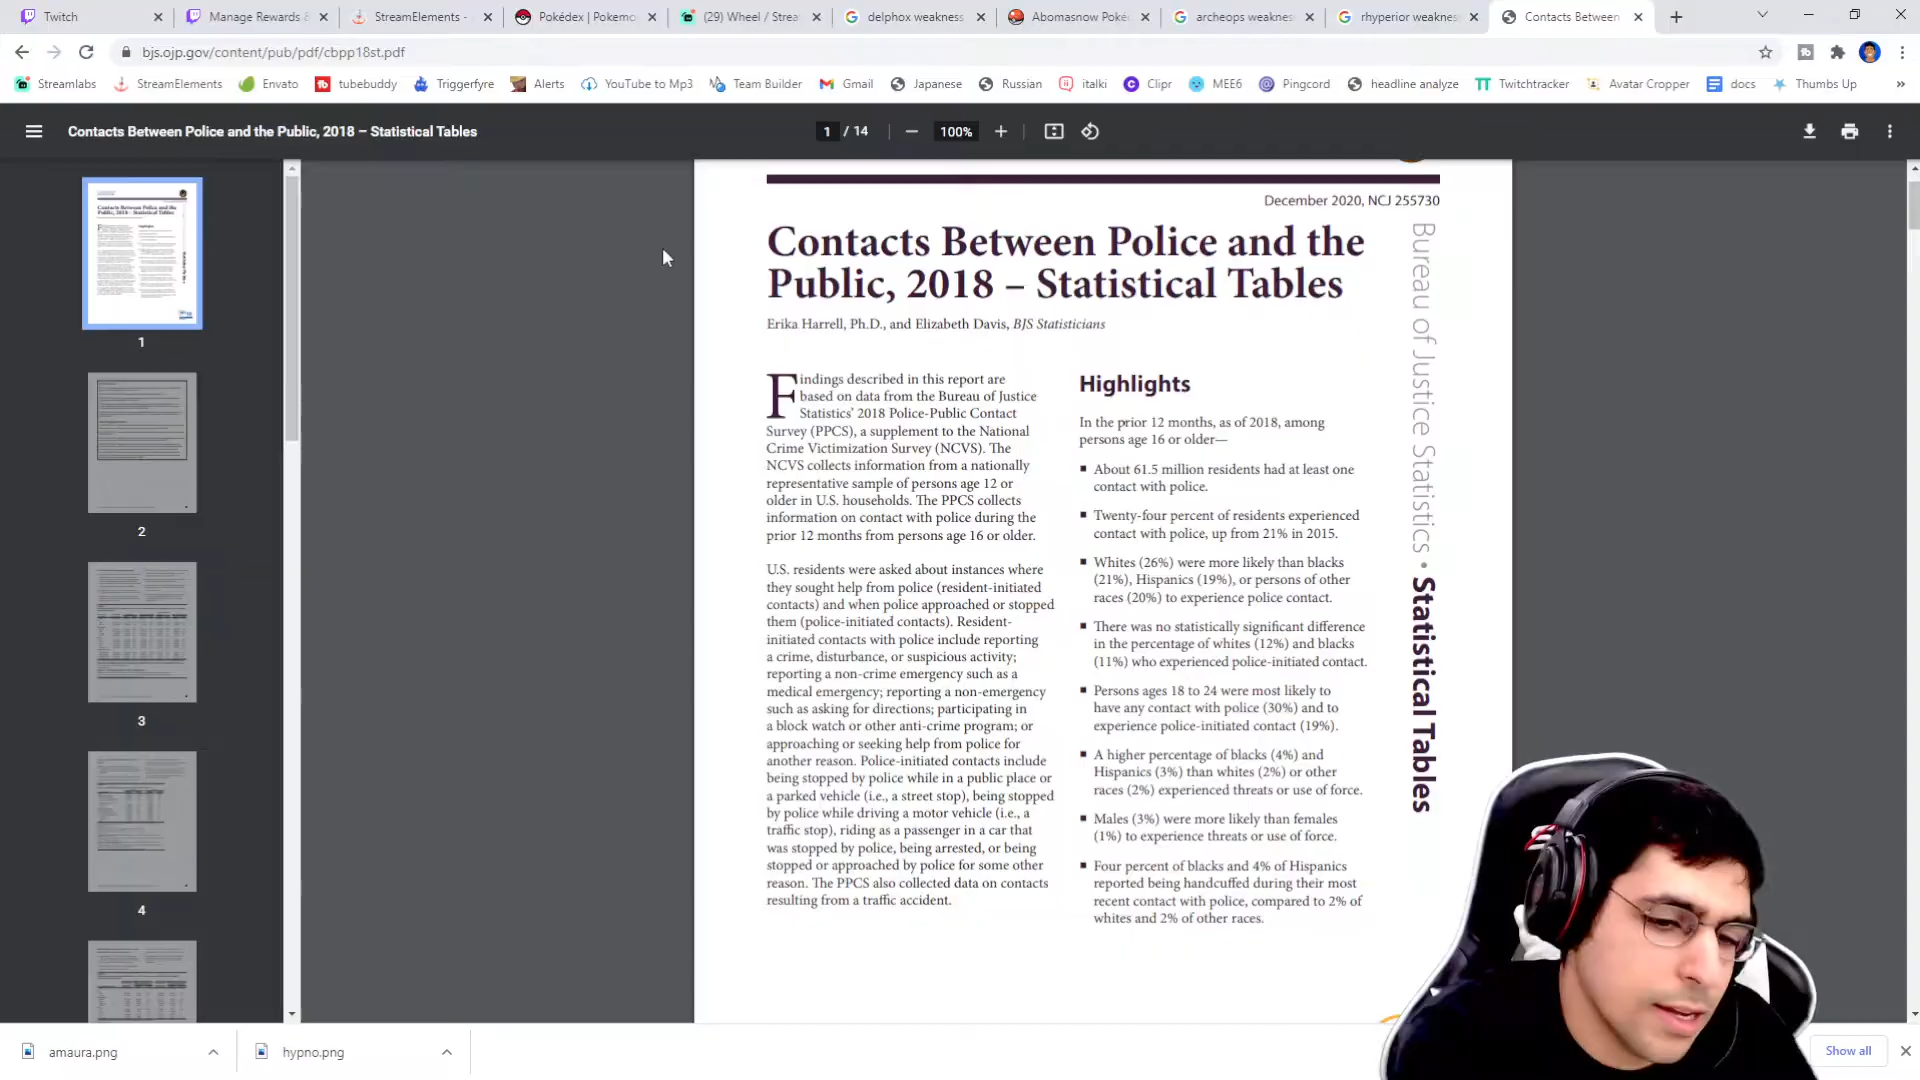 Twitch
Manage Rewards &
StreamElements -
Pokédex | Pokemo
(29) Wheel / Strea
delphox weakness
Abomasnow Poké
archeops weakness
rhyperior weakness
Contacts Between
bjs.ojp.gov/content/pub/pdf/cbpp18st.pdf
Streamlabs
StreamElements
Envato
tubebuddy
Triggerfyre
Alerts
YouTube to Mp3
Team Builder
Gmail
Japanese
Russian
italki
Clipr
MEE6
Pingcord
headline analyze
Twitchtracker
Avatar Cropper
docs
Thumbs Up
Contacts Between Police and the Public, 2018 – Statistical Tables
1 / 14
100%
1
2
3
4
December 2020, NCJ 255730
Contacts Between Police and the
Public, 2018 – Statistical Tables
Erika Harrell, Ph.D., and Elizabeth Davis, BJS Statisticians
Findings described in this report are
based on data from the Bureau of Justice
Statistics’ 2018 Police-Public Contact
Survey (PPCS), a supplement to the National
Crime Victimization Survey (NCVS). The
NCVS collects information from a nationally
representative sample of persons age 12 or
older in U.S. households. The PPCS collects
information on contact with police during the
prior 12 months from persons age 16 or older.
U.S. residents were asked about instances where
they sought help from police (resident-initiated
contacts) and when police approached or stopped
them (police-initiated contacts). Resident-
initiated contacts with police include reporting
a crime, disturbance, or suspicious activity;
reporting a non-crime emergency such as a
medical emergency; reporting a non-emergency
such as asking for directions; participating in
a block watch or other anti-crime program; or
approaching or seeking help from police for
another reason. Police-initiated contacts include
being stopped by police while in a public place or
a parked vehicle (i.e., a street stop), being stopped
by police while driving a motor vehicle (i.e., a
traffic stop), riding as a passenger in a car that
was stopped by police, being arrested, or being
stopped or approached by police for some other
reason. The PPCS also collected data on contacts
resulting from a traffic accident.
Highlights
In the prior 12 months, as of 2018, among
persons age 16 or older—
■ About 61.5 million residents had at least one
contact with police.
■ Twenty-four percent of residents experienced
contact with police, up from 21% in 2015.
■ Whites (26%) were more likely than blacks
(21%), Hispanics (19%), or persons of other
races (20%) to experience police contact.
■ There was no statistically significant difference
in the percentage of whites (12%) and blacks
(11%) who experienced police-initiated contact.
■ Persons ages 18 to 24 were most likely to
have any contact with police (30%) and to
experience police-initiated contact (19%).
■ A higher percentage of blacks (4%) and
Hispanics (3%) than whites (2%) or other
races (2%) experienced threats or use of force.
■ Males (3%) were more likely than females
(1%) to experience threats or use of force.
■ Four percent of blacks and 4% of Hispanics
reported being handcuffed during their most
recent contact with police, compared to 2% of
whites and 2% of other races.
Bureau of Justice Statistics • Statistical Tables
amaura.png
hypno.png
Show all